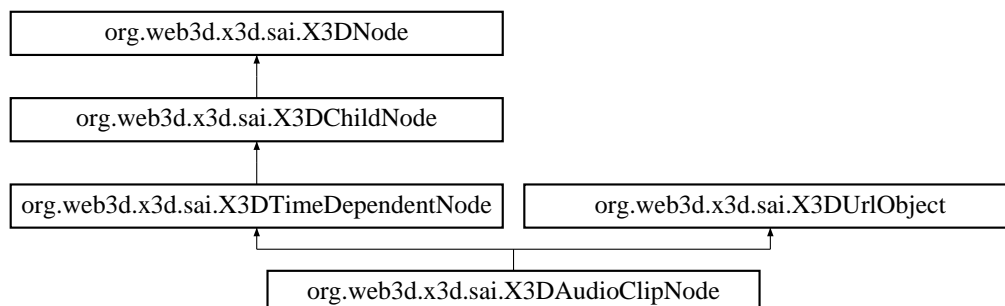 org.web3d.x3d.sai.X3DNode
org.web3d.x3d.sai.X3DChildNode
org.web3d.x3d.sai.X3DTimeDependentNode
org.web3d.x3d.sai.X3DUrlObject
org.web3d.x3d.sai.X3DAudioClipNode